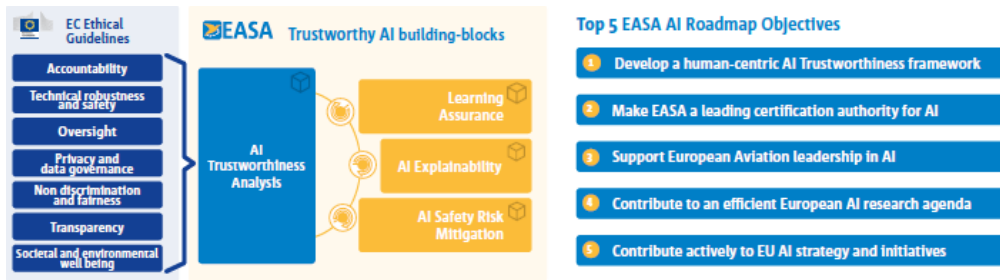 EC Ethical
Guidelines
Accountability
Technical robustness
and safety
Oversight
Privacy and
data governance
Non discrimination
and fairness
Transparency
Societal and environmental
well being
EASA Trustworthy AI building-blocks
AI
Trustworthiness
Analysis
Learning
Assurance
AI Explainability
AI Safety Risk
Mitigation
Top 5 EASA AI Roadmap Objectives
1 Develop a human-centric AI Trustworthiness framework
2 Make EASA a leading certification authority for AI
3 Support European Aviation leadership in AI
4 Contribute to an efficient European AI research agenda
5 Contribute actively to EU AI strategy and initiatives